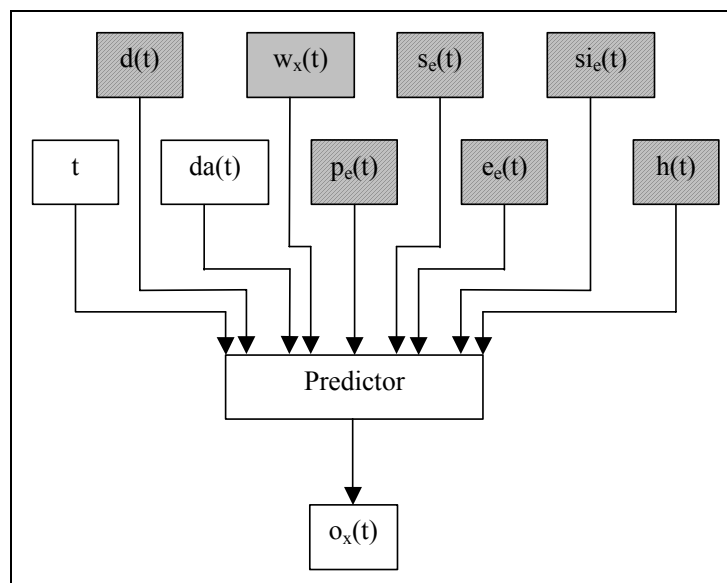 d(t) wₓ(t) sₑ(t) siₑ(t)
t da(t) pₑ(t) eₑ(t) h(t)
Predictor
oₓ(t)